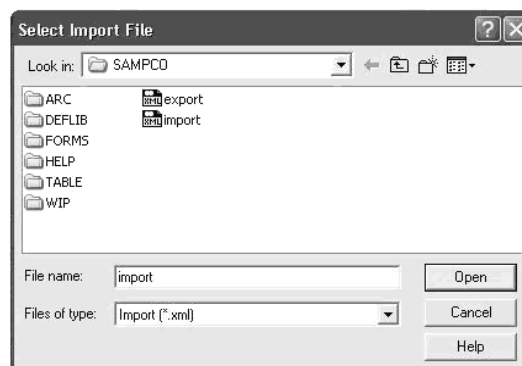 Select Import File
Look in: SAMPCO
ARC
DEFLIB
FORMS
HELP
TABLE
WIP
export
import
File name: import Open
Files of type: Import (*.xml) Cancel
Help